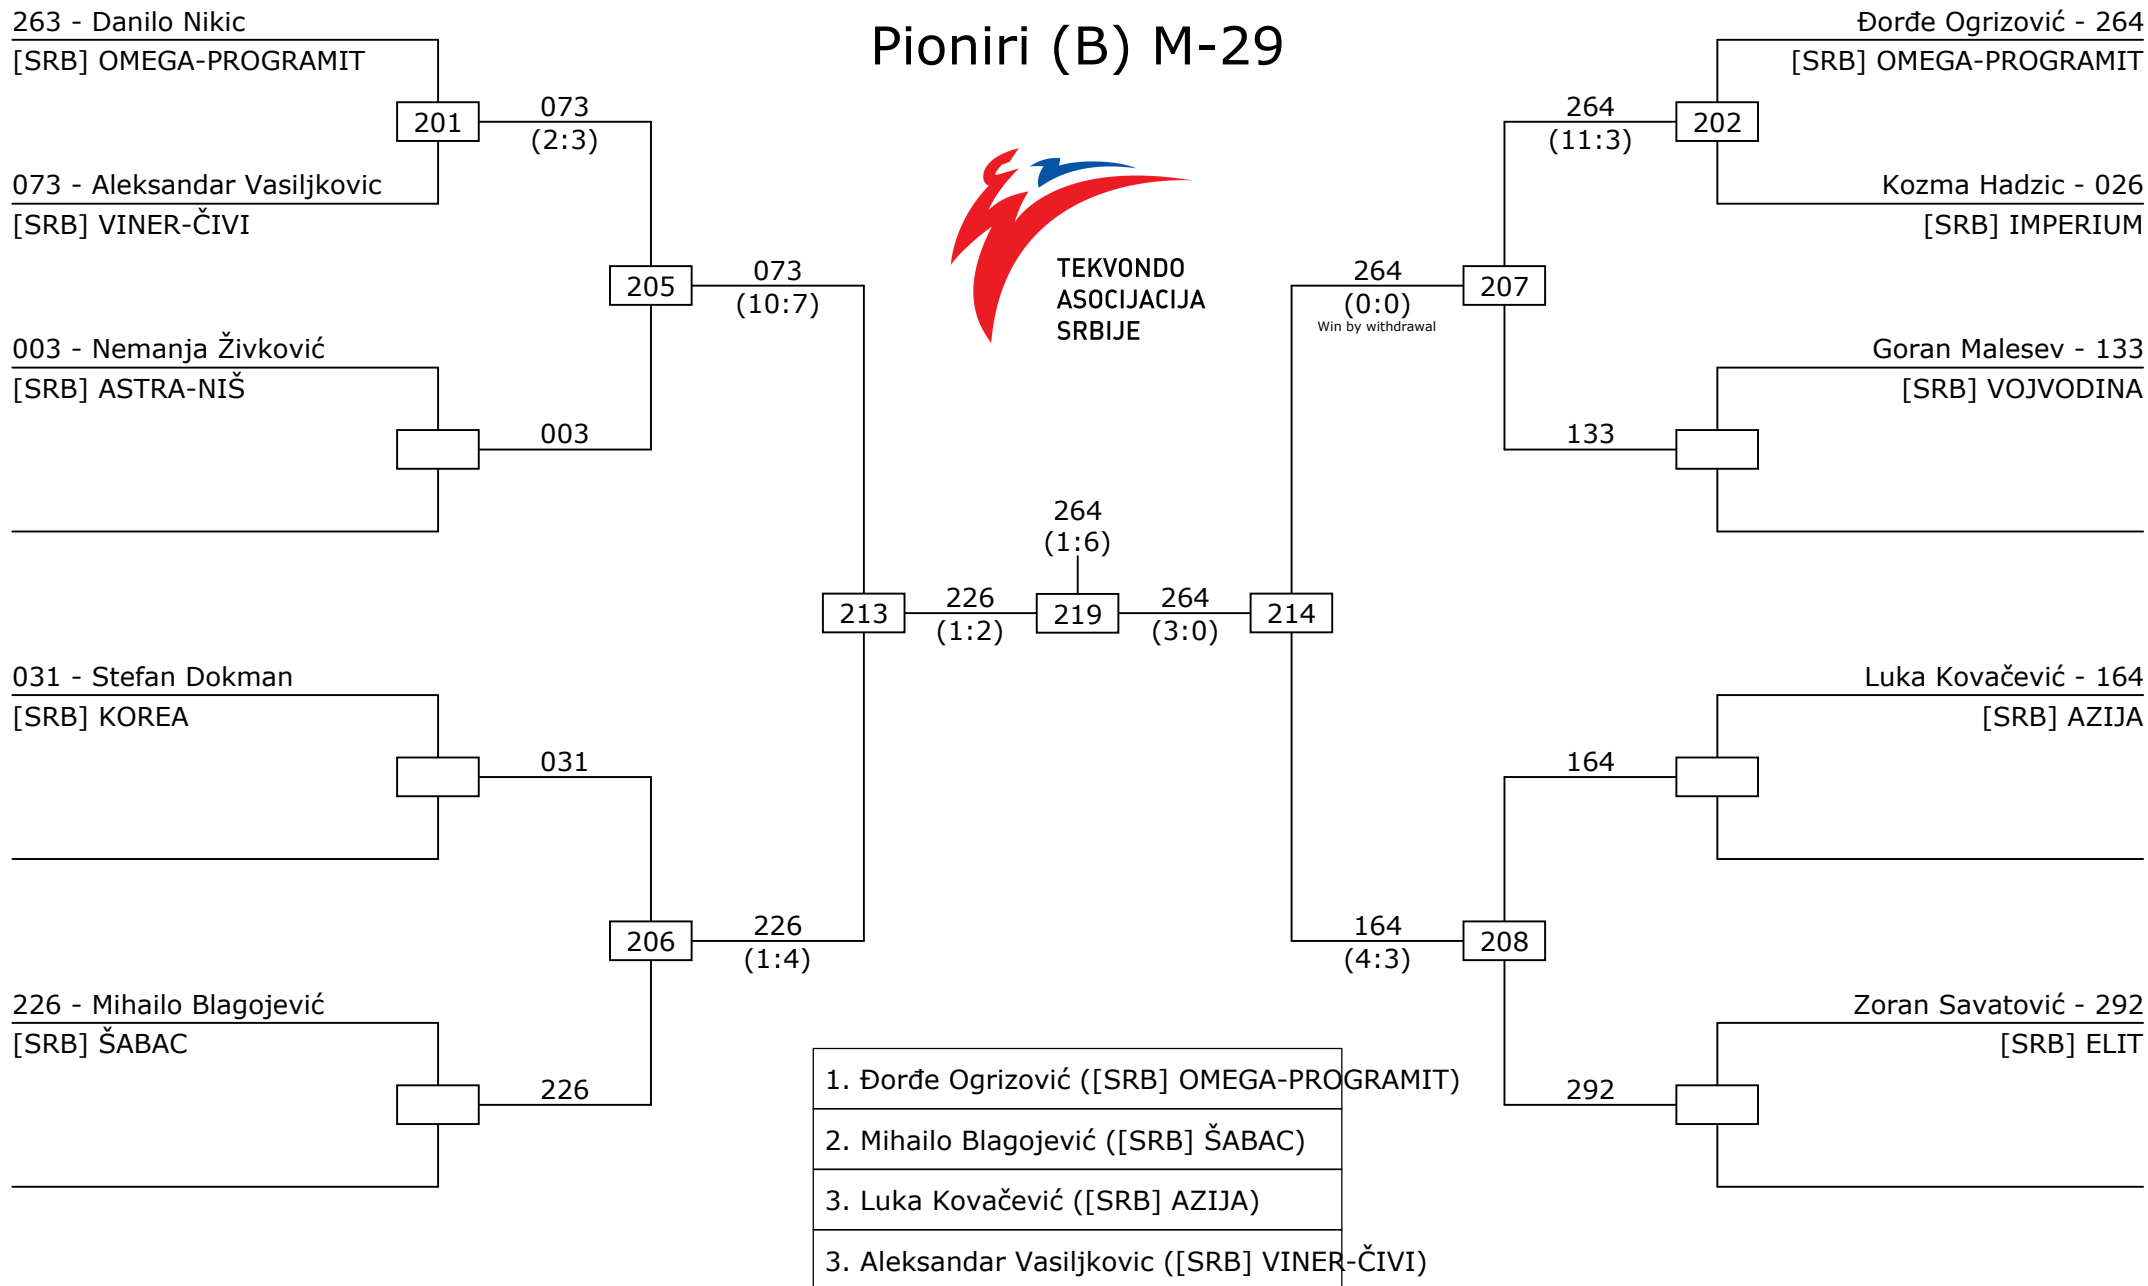 Pioniri (B) M-29
263 - Danilo Nikic
[SRB] OMEGA-PROGRAMIT
201
073
(2:3)
073 - Aleksandar Vasiljkovic
[SRB] VINER-ČIVI
205
073
(10:7)
003 - Nemanja Živković
[SRB] ASTRA-NIŠ
003
031 - Stefan Dokman
[SRB] KOREA
031
206
226
(1:4)
226 - Mihailo Blagojević
[SRB] ŠABAC
226
TEKVONDO
ASOCIJACIJA
SRBIJE
264
(1:6)
213
226
(1:2)
219
264
(3:0)
214
Đorđe Ogrizović - 264
[SRB] OMEGA-PROGRAMIT
264
(11:3)
202
Kozma Hadzic - 026
[SRB] IMPERIUM
264
(0:0)
Win by withdrawal
207
Goran Malesev - 133
[SRB] VOJVODINA
133
Luka Kovačević - 164
[SRB] AZIJA
164
164
(4:3)
208
Zoran Savatović - 292
[SRB] ELIT
292
1. Đorđe Ogrizović ([SRB] OMEGA-PROGRAMIT)
2. Mihailo Blagojević ([SRB] ŠABAC)
3. Luka Kovačević ([SRB] AZIJA)
3. Aleksandar Vasiljkovic ([SRB] VINER-ČIVI)